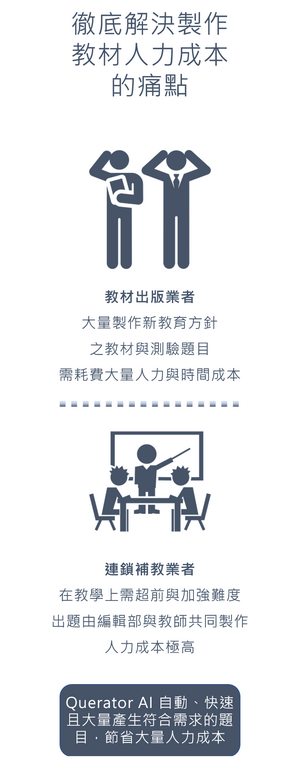 徹底解決製作
教材人力成本
的痛點
教材出版業者
大量製作新教育方針
之教材與測驗題目
需耗費大量人力與時間成本
連鎖補教業者
在教學上需超前與加強難度
出題由編輯部與教師共同製作
人力成本極高
Querator AI 自動、快速
且大量產生符合需求的題
目，節省大量人力成本